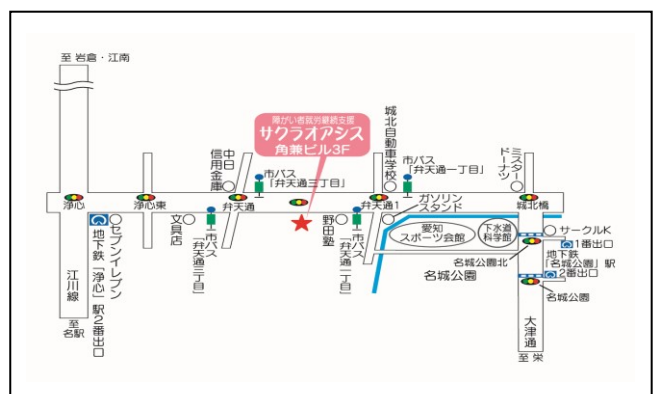 至 岩倉・江南
障がい者就労継続支援
サクラオアシス
角兼ビル3F
中日
信用金庫
市バス
「弁天通三丁目」
城北自動車学校
市バス
「弁天通一丁目」
ミスター
ドーナツ
浄心
浄心東
弁天通
弁天通1
ガソリン
スタンド
城北橋
セブンイレブン
地下鉄「浄心」駅2番出口
文具店
市バス
「弁天通三丁目」
野田塾
市バス
「弁天通一丁目」
愛知
スポーツ会館
下水道
科学館
サークルK
1番出口
地下鉄
「名城公園」駅
2番出口
名城公園北
名城公園
名城公園
江川線
至 名駅
大津通
至 栄